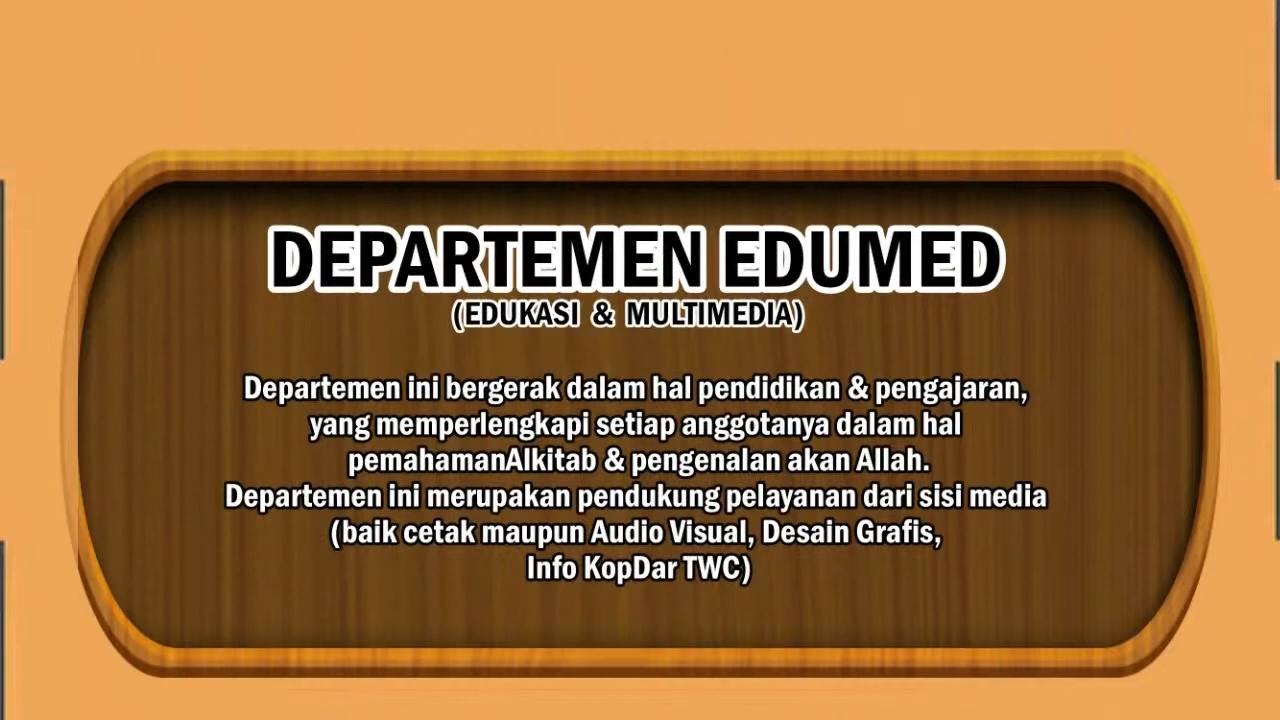 DEPARTEMEN EDUMED
(EDUKASI & MULTIMEDIA)
Departemen ini bergerak dalam hal pendidikan & pengajaran,
yang memperlengkapi setiap anggotanya dalam hal
pemahamanAlkitab & pengenalan akan Allah.
Departemen ini merupakan pendukung pelayanan dari sisi media
(baik cetak maupun Audio Visual, Desain Grafis,
Info KopDar TWC)